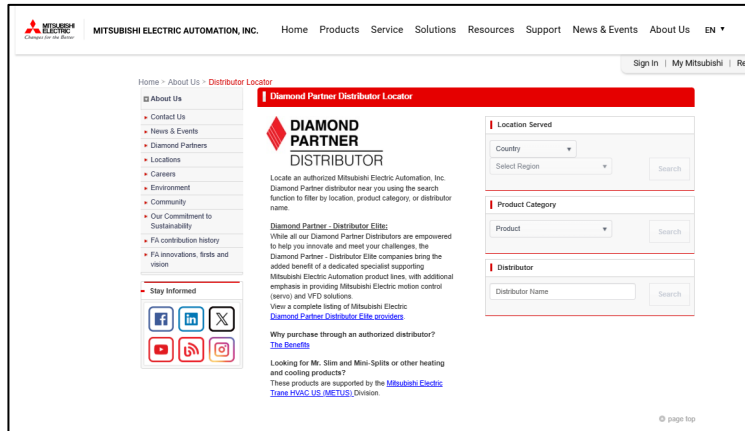 MITSUBISHI
ELECTRIC
Changes for the Better
MITSUBISHI ELECTRIC AUTOMATION, INC.
Home Products Service Solutions Resources Support News & Events About Us EN ▼
Sign In | My Mitsubishi | Re
Home > About Us > Distributor Locator
About Us
Contact Us
News & Events
Diamond Partners
Locations
Careers
Environment
Community
Our Commitment to
Sustainability
FA contribution history
FA innovations, firsts and
vision
Stay Informed
Diamond Partner Distributor Locator
DIAMOND
PARTNER
DISTRIBUTOR
Locate an authorized Mitsubishi Electric Automation, Inc.
Diamond Partner distributor near you using the search
function to filter by location, product category, or distributor
name.
Diamond Partner - Distributor Elite:
While all our Diamond Partner Distributors are empowered
to help you innovate and meet your challenges, the
Diamond Partner - Distributor Elite companies bring the
added benefit of a dedicated specialist supporting
Mitsubishi Electric Automation product lines, with additional
emphasis in providing Mitsubishi Electric motion control
(servo) and VFD solutions.
View a complete listing of Mitsubishi Electric
Diamond Partner Distributor Elite providers.
Why purchase through an authorized distributor?
The Benefits
Looking for Mr. Slim and Mini-Splits or other heating
and cooling products?
These products are supported by the Mitsubishi Electric
Trane HVAC US (METUS) Division.
Location Served
Country
Select Region
Search
Product Category
Product
Search
Distributor
Distributor Name
Search
page top